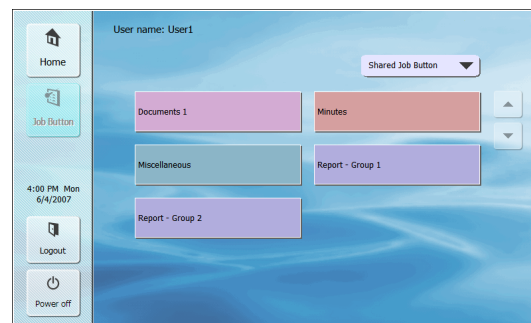 User name: User1
Home
Shared Job Button
Job Button
Documents 1
Minutes
Miscellaneous
Report - Group 1
4:00 PM Mon
6/4/2007
Report - Group 2
Logout
Power off